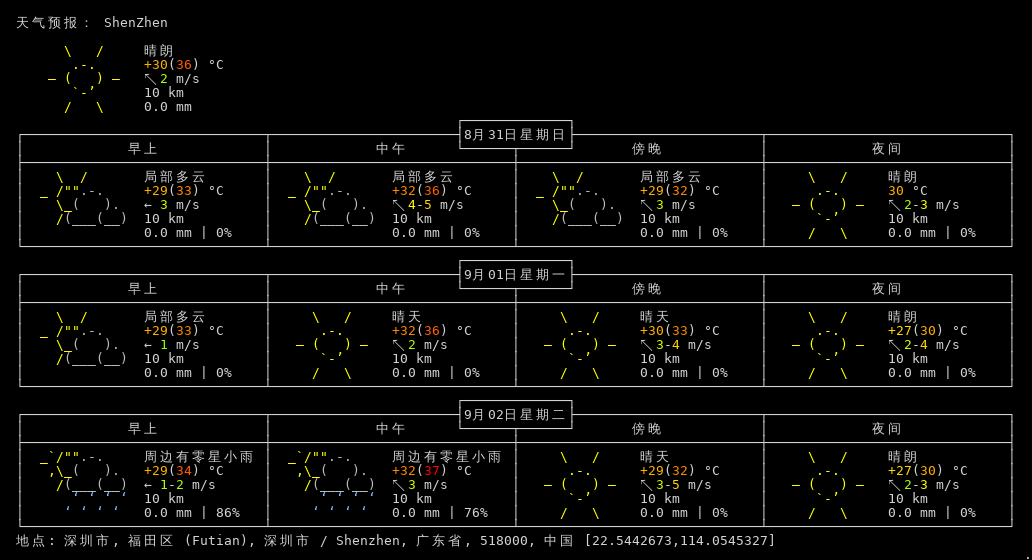 天气预报： ShenZhen
晴朗
+30(36) °C
↖2 m/s
10 km
0.0 mm
8月31日星期日
早上 中午 傍晚 夜间
局部多云 局部多云 局部多云 晴朗
+29(33) °C +32(36) °C +29(32) °C 30 °C
← 3 m/s ↖4-5 m/s ↖3 m/s ↖2-3 m/s
10 km 10 km 10 km 10 km
0.0 mm | 0% 0.0 mm | 0% 0.0 mm | 0% 0.0 mm | 0%
9月01日星期一
早上 中午 傍晚 夜间
局部多云 晴天 晴天 晴朗
+29(33) °C +32(36) °C +30(33) °C +27(30) °C
← 1 m/s ↖2 m/s ↖3-4 m/s ↖2-4 m/s
10 km 10 km 10 km 10 km
0.0 mm | 0% 0.0 mm | 0% 0.0 mm | 0% 0.0 mm | 0%
9月02日星期二
早上 中午 傍晚 夜间
周边有零星小雨 周边有零星小雨 晴天 晴朗
+29(34) °C +32(37) °C +29(32) °C +27(30) °C
← 1-2 m/s ↖3 m/s ↖3-5 m/s ↖2-3 m/s
10 km 10 km 10 km 10 km
0.0 mm | 86% 0.0 mm | 76% 0.0 mm | 0% 0.0 mm | 0%
地点: 深圳市, 福田区 (Futian), 深圳市 / Shenzhen, 广东省, 518000, 中国 [22.5442673,114.0545327]